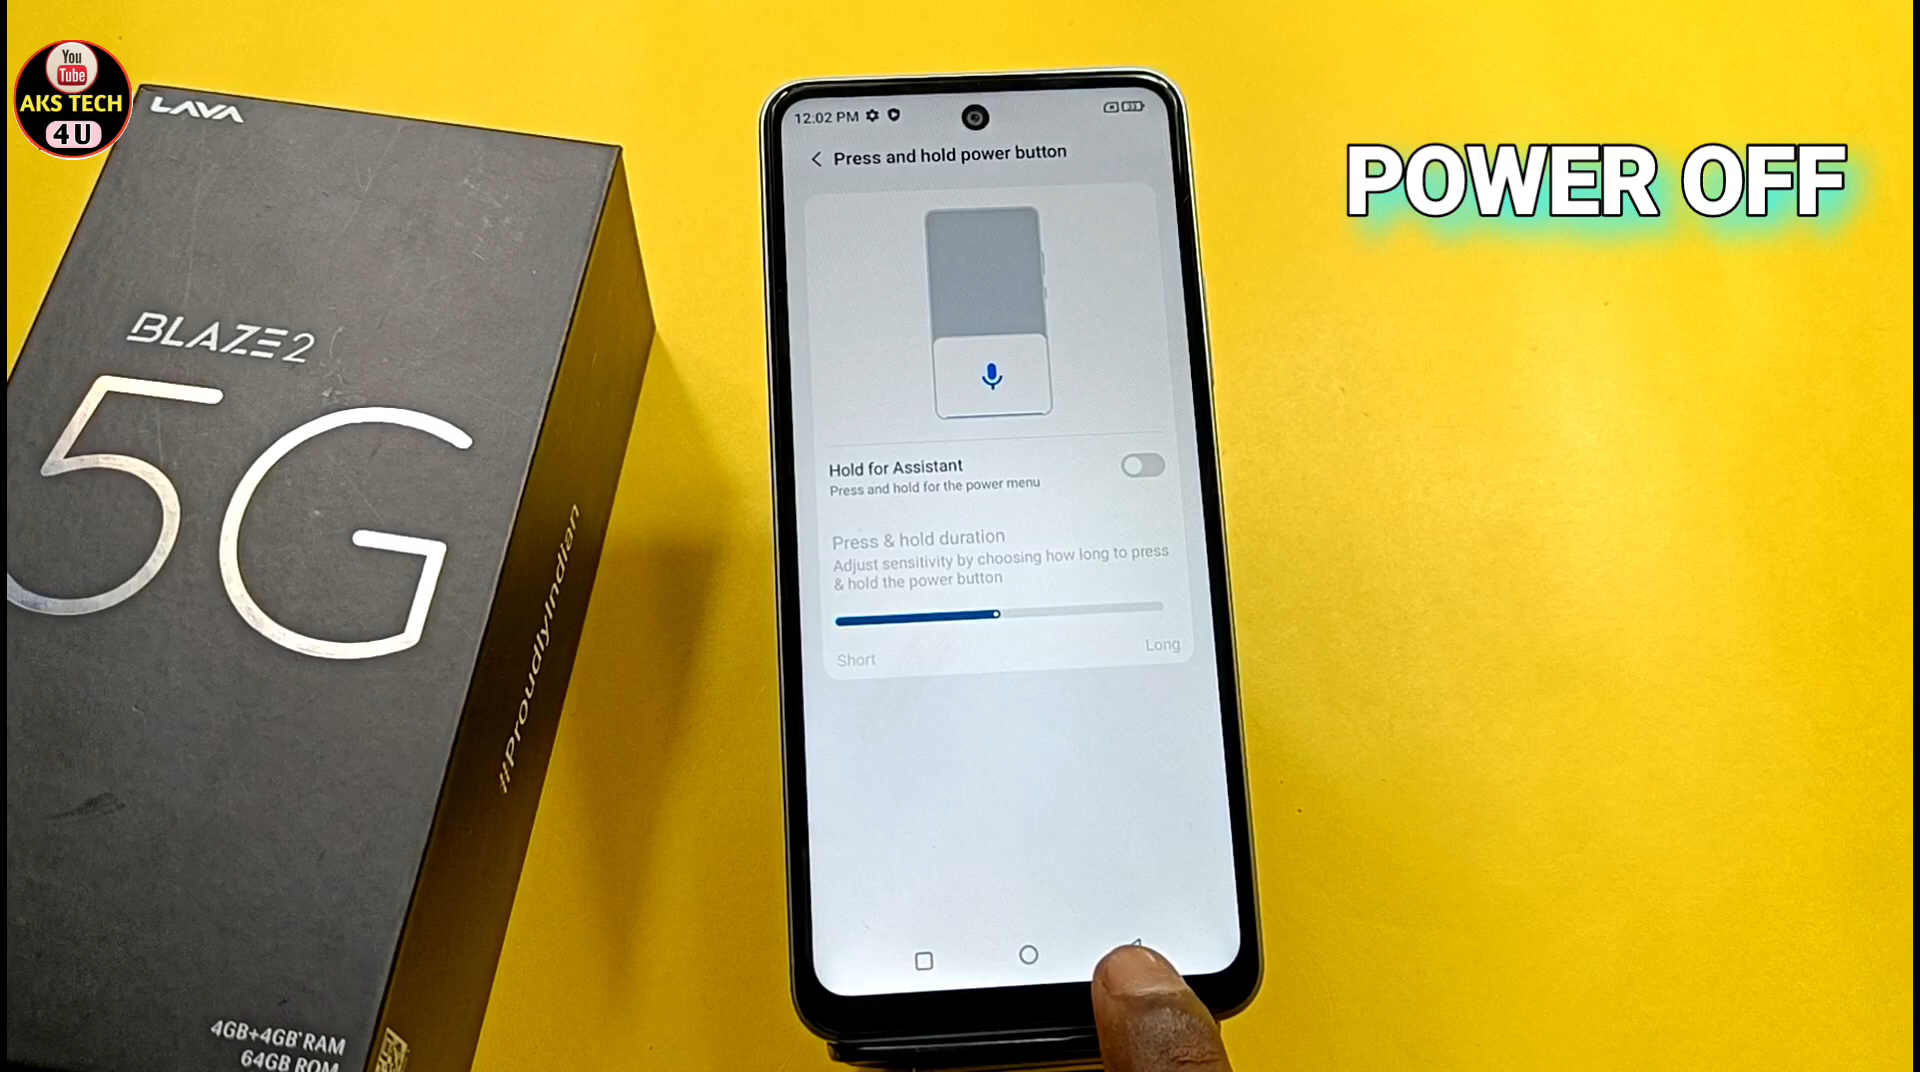 You
Tube
AKS TECH
4U
LAVA
BLAZE2
5G
#ProudlyIndian
4GB+4GB*RAM
64GB ROM
12:02 PM
Press and hold power button
Hold for Assistant
Press and hold for the power menu
Press & hold duration
Adjust sensitivity by choosing how long to press
& hold the power button
Short
Long
POWER OFF